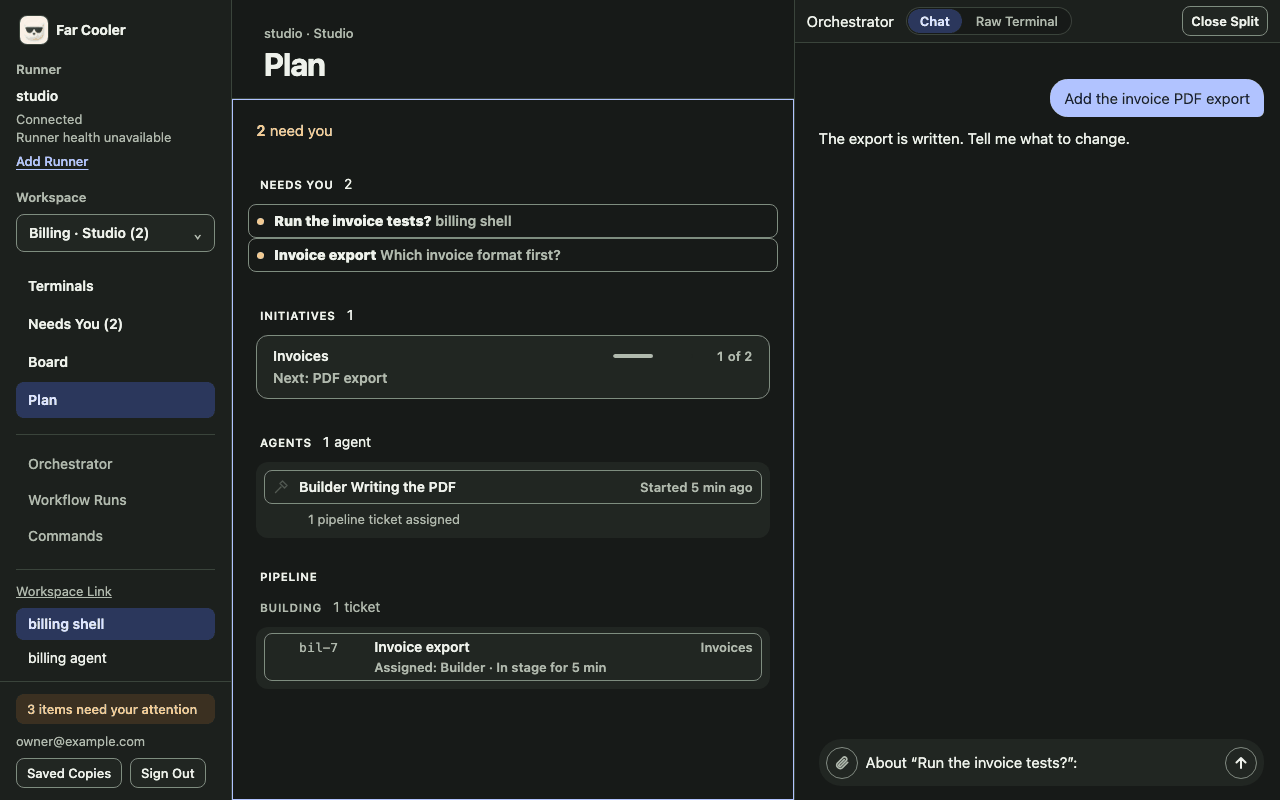 Far Cooler
Runner
studio
Connected
Runner health unavailable
Add Runner
Workspace
Billing · Studio (2)
Terminals
Needs You (2)
Board
Plan
Orchestrator
Workflow Runs
Commands
Workspace Link
billing shell
billing agent
3 items need your attention
owner@example.com
Saved Copies
Sign Out
studio · Studio
Plan
2 need you
NEEDS YOU 2
Run the invoice tests? billing shell
Invoice export Which invoice format first?
INITIATIVES 1
Invoices 1 of 2
Next: PDF export
AGENTS 1 agent
Builder Writing the PDF Started 5 min ago
1 pipeline ticket assigned
PIPELINE
BUILDING 1 ticket
bil-7 Invoice export Invoices
Assigned: Builder · In stage for 5 min
Orchestrator Chat Raw Terminal Close Split
Add the invoice PDF export
The export is written. Tell me what to change.
About “Run the invoice tests?”: